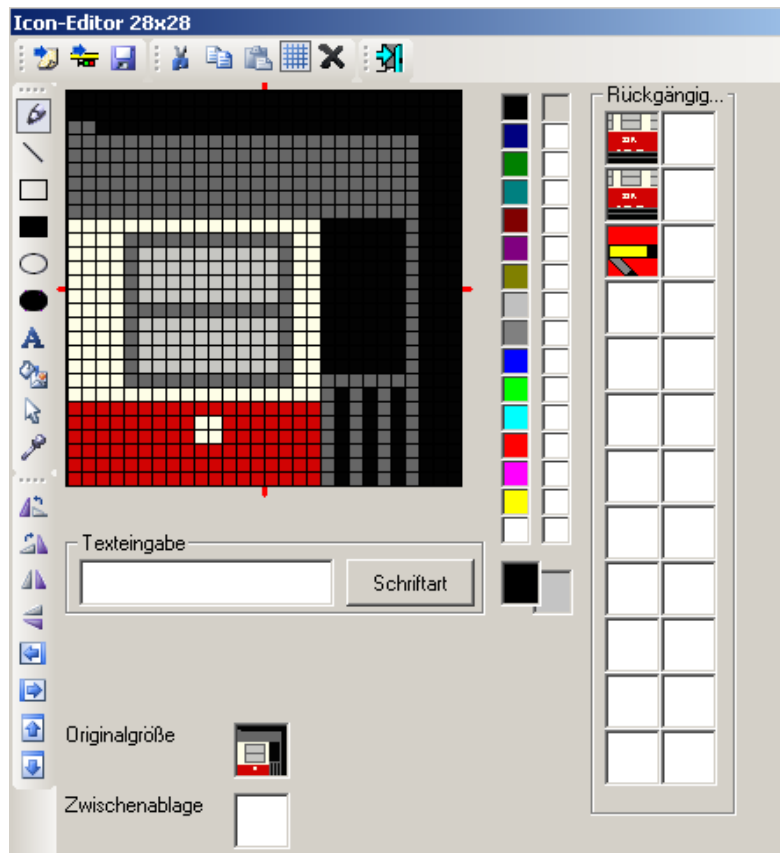 Icon-Editor 28x28
Rückgängig...
A
Texteingabe
Schriftart
Originalgröße
Zwischenablage